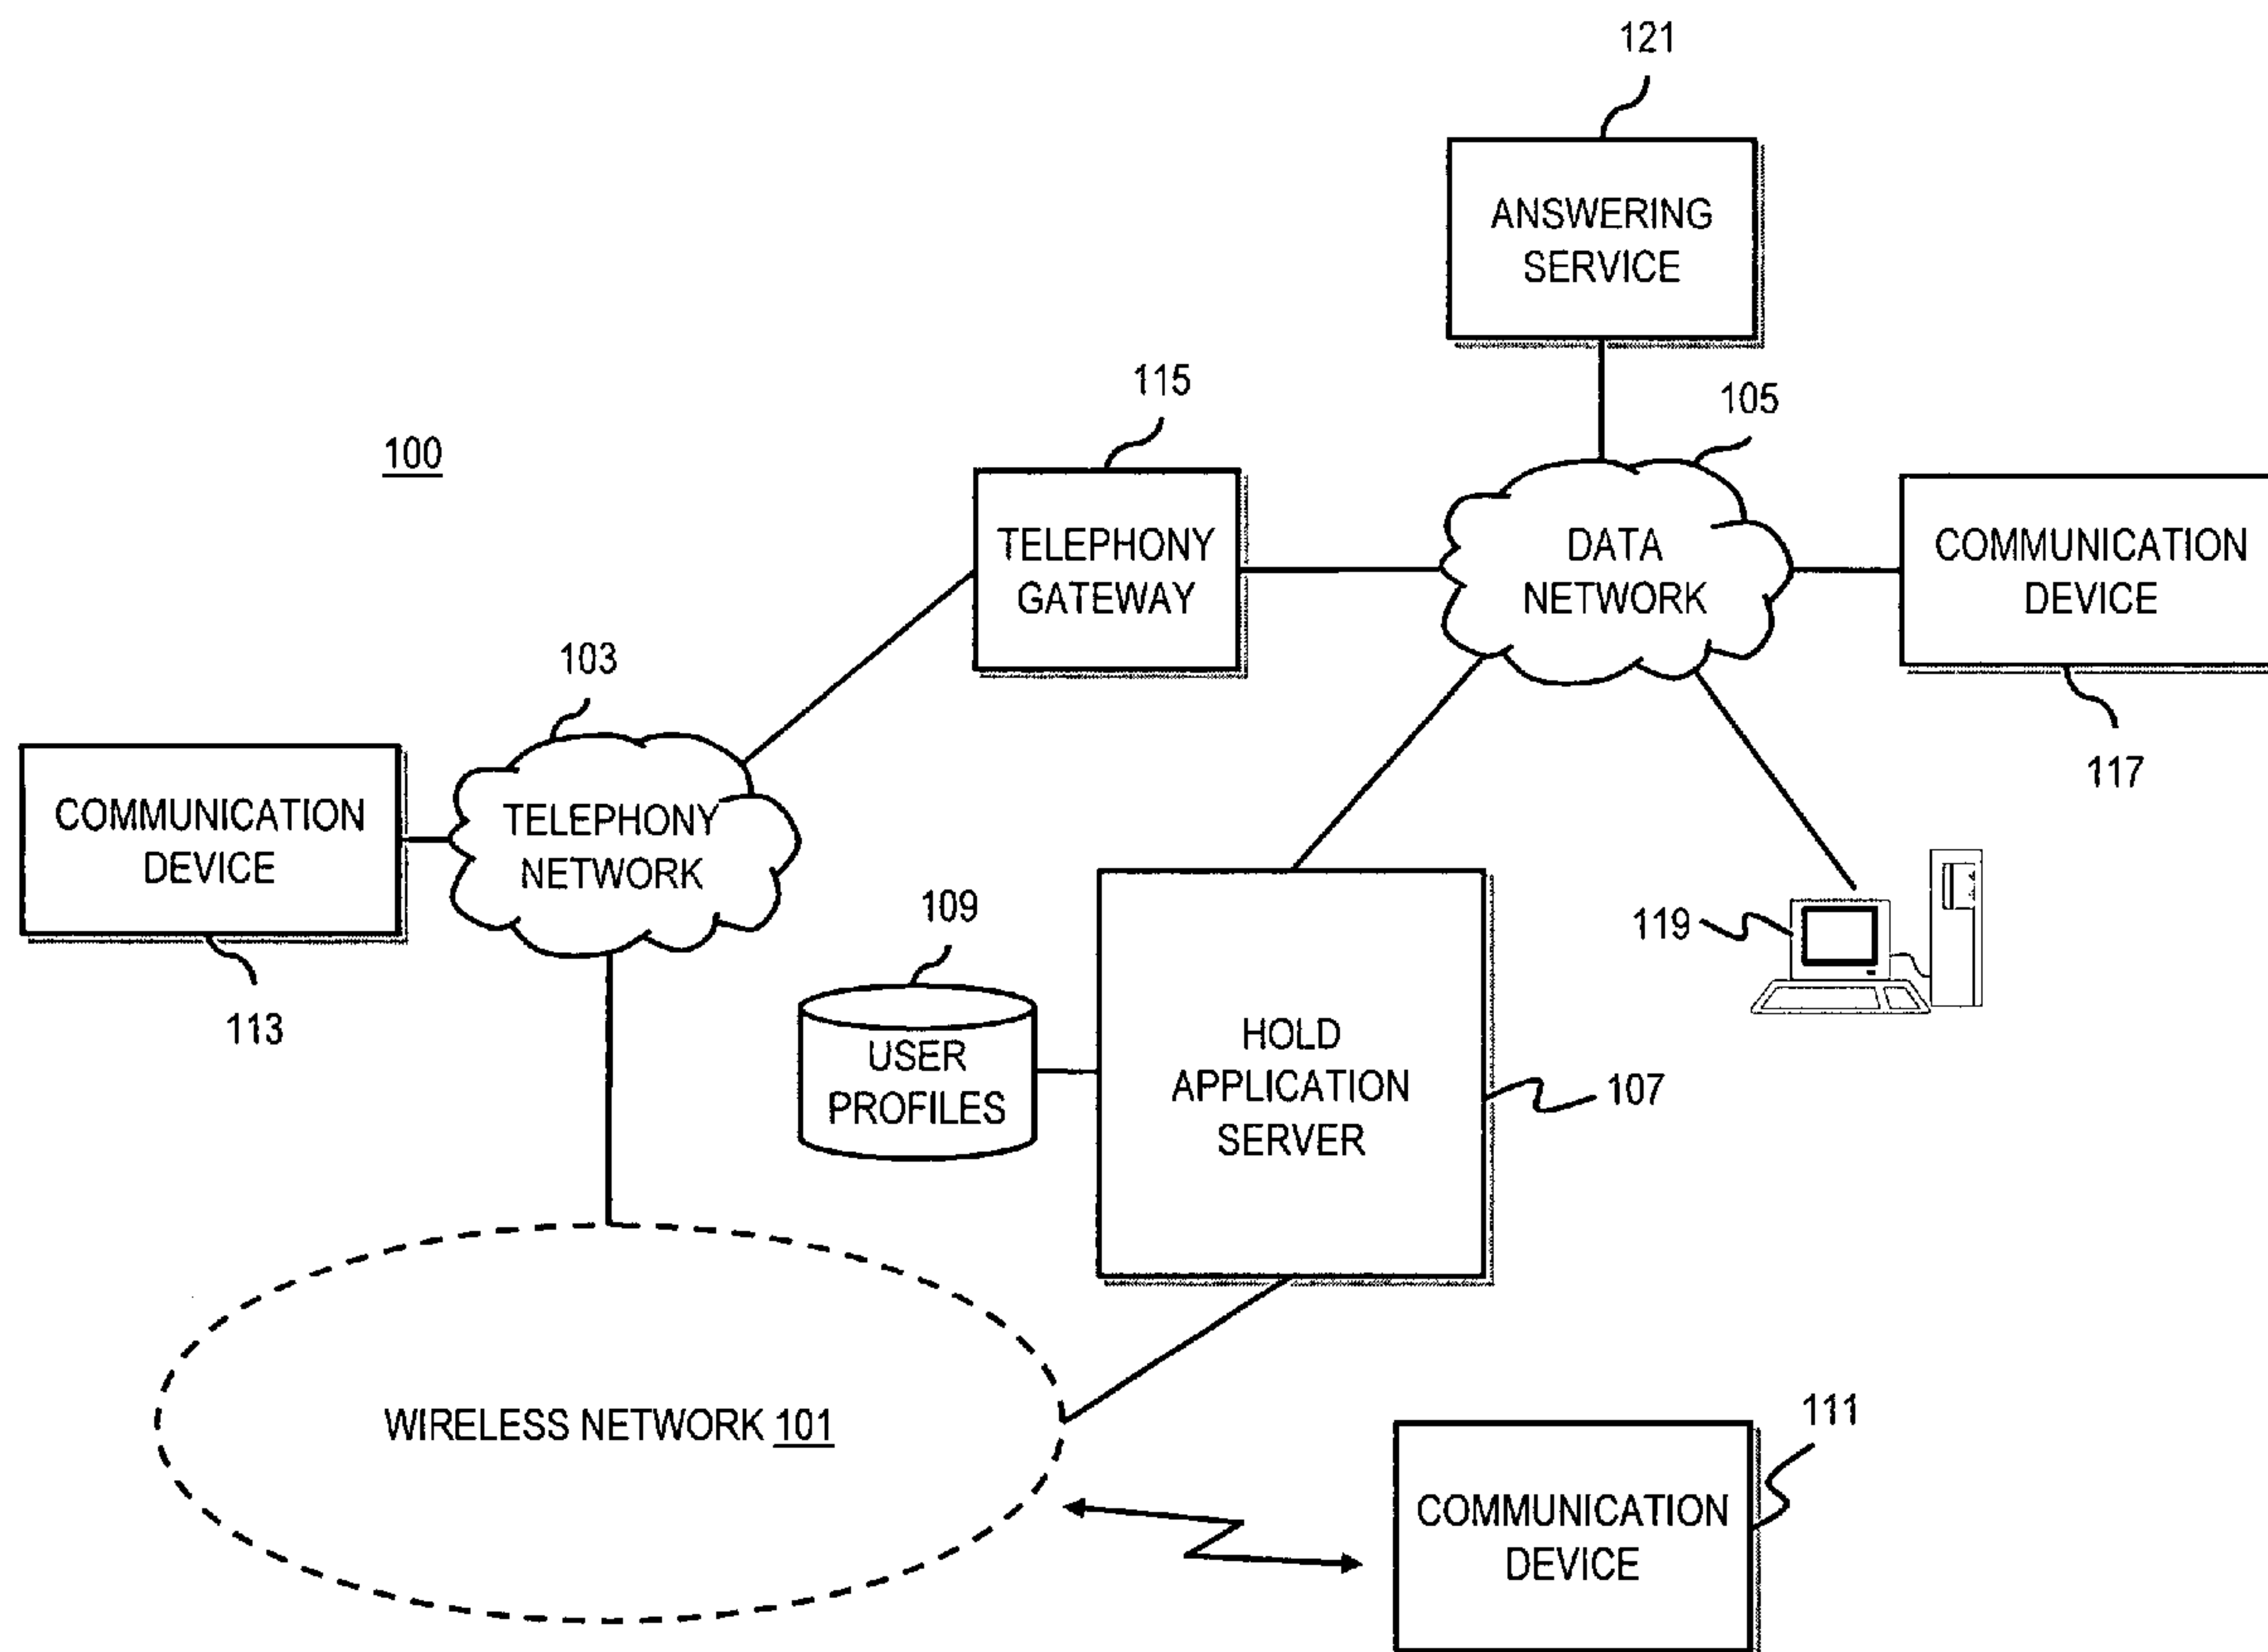 121
ANSWERING
SERVICE
115
105
100
TELEPHONY
GATEWAY
DATA
NETWORK
COMMUNICATION
DEVICE
103
117
COMMUNICATION
DEVICE
TELEPHONY
NETWORK
109
119
113
USER
PROFILES
HOLD
APPLICATION
SERVER
107
WIRELESS NETWORK 101
111
COMMUNICATION
DEVICE